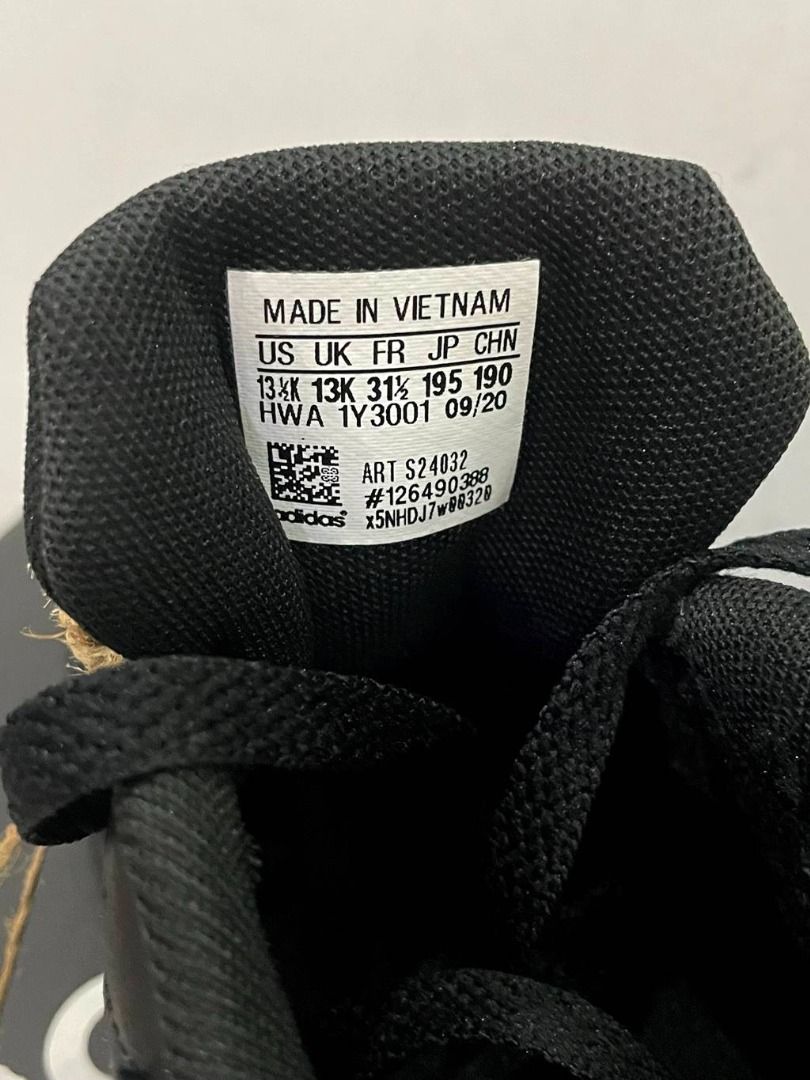 MADE IN VIETNAM
US UK FR JP CHN
13½K 13K 31½ 195 190
HWA 1Y3001 09/20
ART S24032
#126490388
x5NHDJ7w00320
adidas